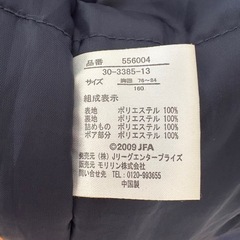 品番 556004
30-3385-13
サイズ 胸囲 76～84
160
組成表示
表地 ポリエステル 100%
裏地 ポリエステル 100%
詰めもの ポリエステル 100%
ボア部分 ポリエステル 100%
©2009 JFA
発売元 (株) Jリーグエンタープライズ
販売元 モリリン株式会社
問い合せ先 TEL: 0120-993655
中国製